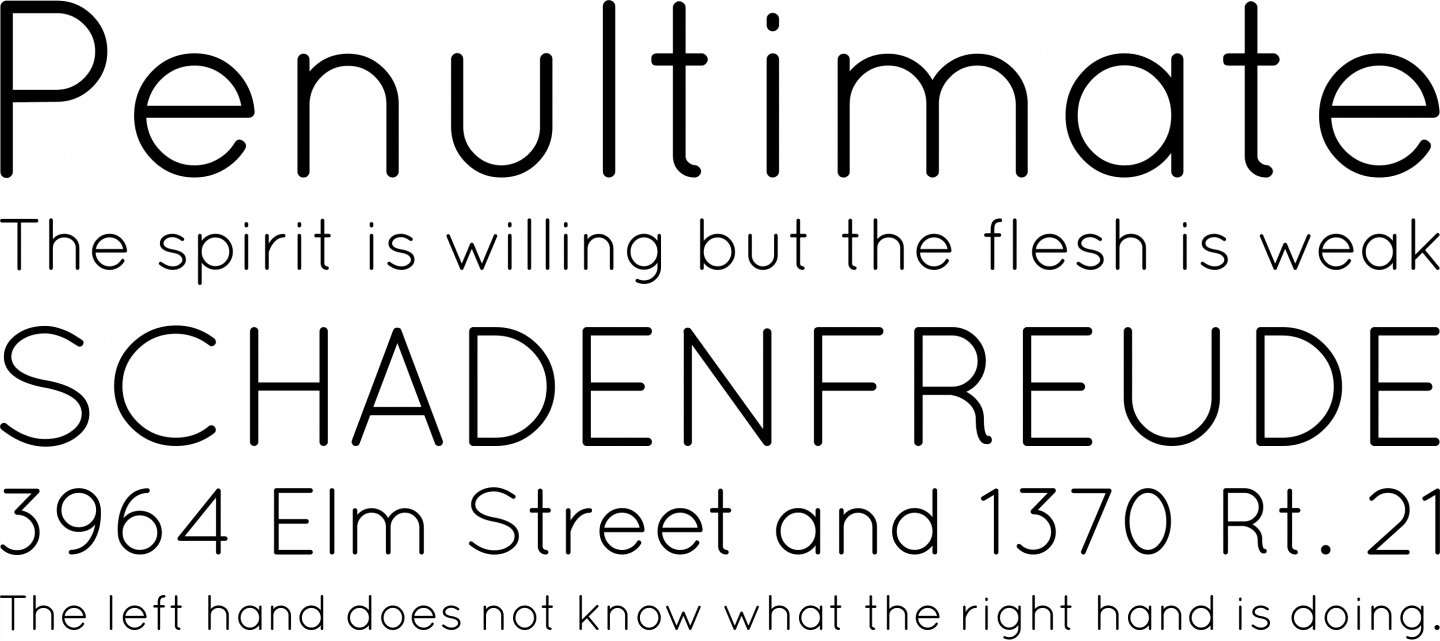 Penultimate
The spirit is willing but the flesh is weak
SCHADENFREUDE
3964 Elm Street and 1370 Rt. 21
The left hand does not know what the right hand is doing.